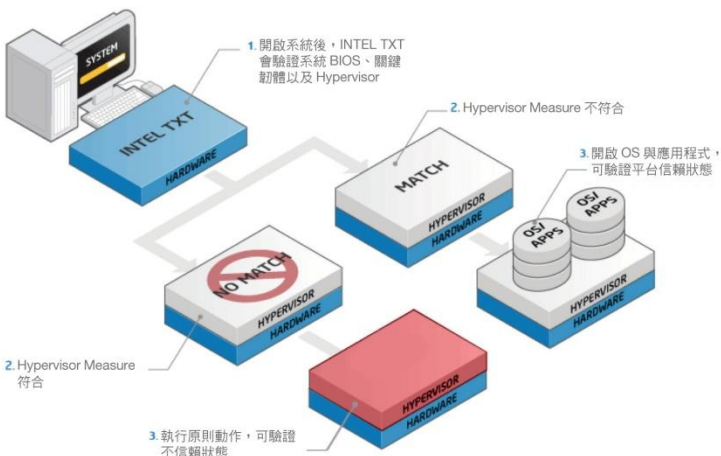 SYSTEM
1. 開啟系統後，INTEL TXT
會驗證系統 BIOS、關鍵
韌體以及 Hypervisor
INTEL TXT
HARDWARE
2. Hypervisor Measure 不符合
MATCH
HYPERVISOR
HARDWARE
3. 開啟 OS 與應用程式，
可驗證平台信賴狀態
OS/
APPS
OS/
APPS
HYPERVISOR
HARDWARE
NO MATCH
HYPERVISOR
HARDWARE
2. Hypervisor Measure
符合
HYPERVISOR
HARDWARE
3. 執行原則動作，可驗證
不信賴狀態